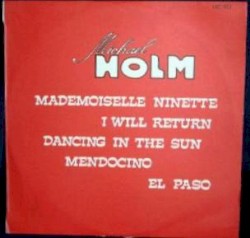 Michael
HOLM
MADEMOISELLE NINETTE
I WILL RETURN
DANCING IN THE SUN
MENDOCINO
EL PASO